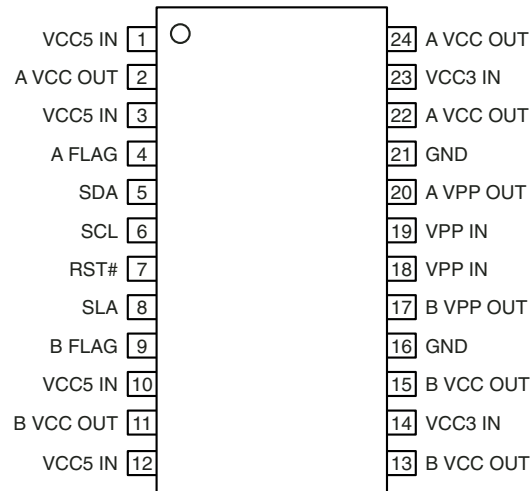 VCC5 IN 1 24 A VCC OUT
A VCC OUT 2 23 VCC3 IN
VCC5 IN 3 22 A VCC OUT
A FLAG 4 21 GND
SDA 5 20 A VPP OUT
SCL 6 19 VPP IN
RST# 7 18 VPP IN
SLA 8 17 B VPP OUT
B FLAG 9 16 GND
VCC5 IN 10 15 B VCC OUT
B VCC OUT 11 14 VCC3 IN
VCC5 IN 12 13 B VCC OUT